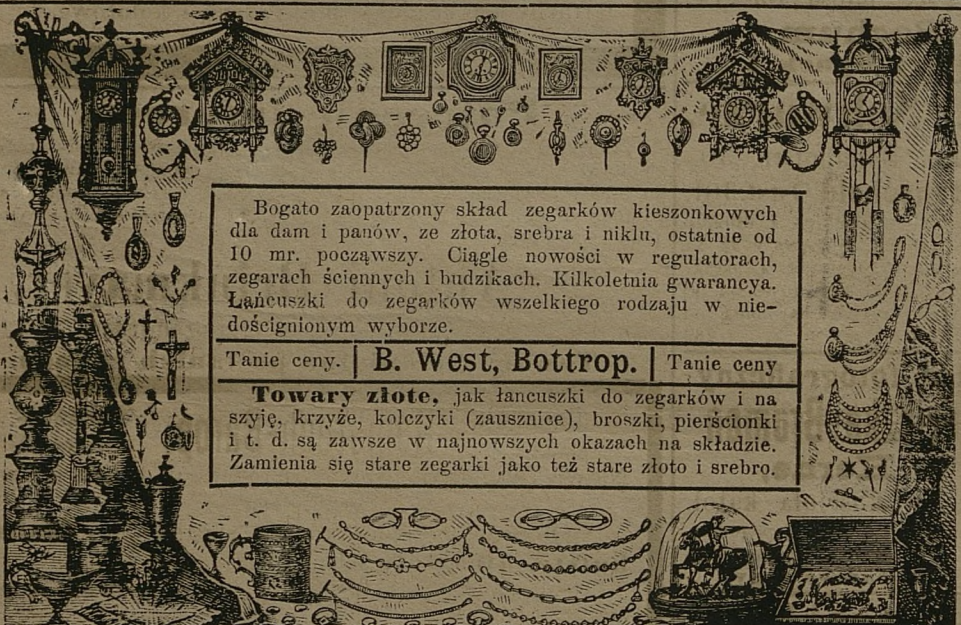 Bogato zaopatrzony skład zegarków kieszonkowych
dla dam i panów, ze złota, srebra i niklu, ostatnie od
10 mr. począwszy. Ciągle nowości w regulatorach,
zegarach ściennych i budzikach. Kilkoletnia gwarancya.
Łańcuszki do zegarków wszelkiego rodzaju w nie-
doścignionym wyborze.
Tanie ceny. B. West, Bottrop. Tanie ceny
Towary złote, jak łancuszki do zegarków i na
szyję, krzyże, kolczyki (zausznice), broszki, pierścionki
i t. d. są zawsze w najnowszych okazach na składzie.
Zamienia się stare zegarki jako też stare złoto i srebro.